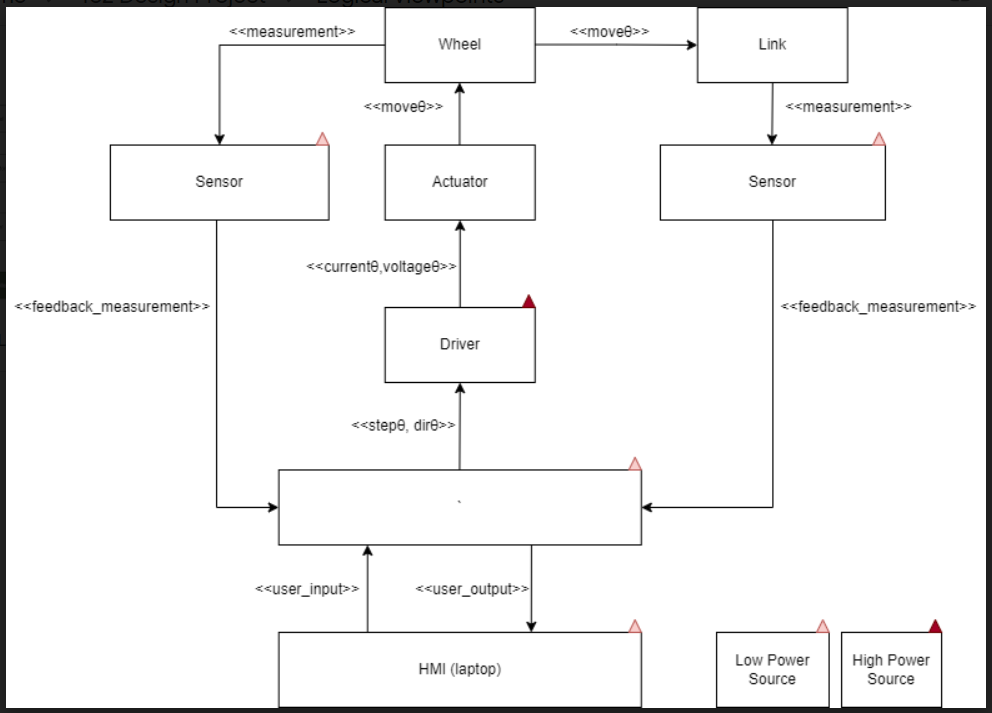 <<measurement>>
<<moveθ>>
Wheel
Link
<<moveθ>>
<<measurement>>
Sensor
Actuator
Sensor
<<currentθ,voltageθ>>
<<feedback_measurement>>
<<feedback_measurement>>
Driver
<<stepθ, dirθ>>
`
<<user_input>>
<<user_output>>
HMI (laptop)
Low Power
Source
High Power
Source